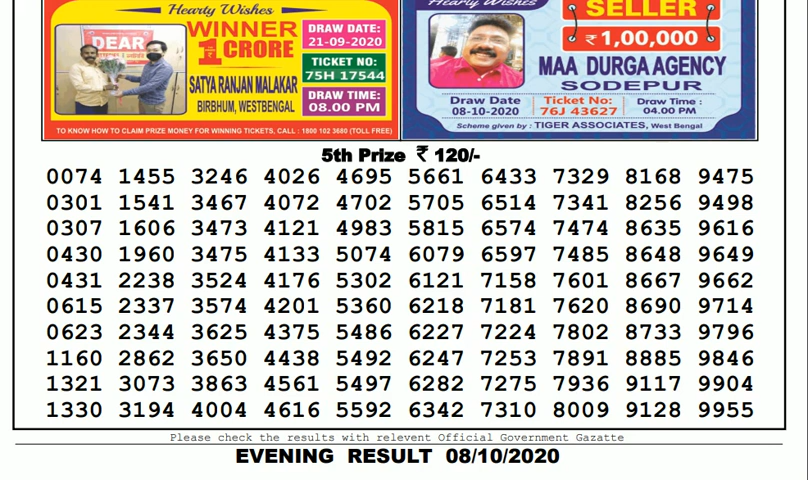 Hearty Wishes
WINNER
₹1 CRORE
DEAR
SATYA RANJAN MALAKAR
BIRBHUM, WESTBENGAL
DRAW DATE:
21-09-2020
TICKET NO:
75H 17544
DRAW TIME:
08.00 PM
TO KNOW HOW TO CLAIM PRIZE MONEY FOR WINNING TICKETS, CALL : 1800 102 3680 (TOLL FREE)
Hearty Wishes
SELLER
₹ 1,00,000
MAA DURGA AGENCY
SODEPUR
Draw Date
08-10-2020
Ticket No:
76J 43627
Draw Time :
04.00 PM
Scheme given by : TIGER ASSOCIATES, West Bengal
5th Prize ₹ 120/-
0074 1455 3246 4026 4695 5661 6433 7329 8168 9475
0301 1541 3467 4072 4702 5705 6514 7341 8256 9498
0307 1606 3473 4121 4983 5815 6574 7474 8635 9616
0430 1960 3475 4133 5074 6079 6597 7485 8648 9649
0431 2238 3524 4176 5302 6121 7158 7601 8667 9662
0615 2337 3574 4201 5360 6218 7181 7620 8690 9714
0623 2344 3625 4375 5486 6227 7224 7802 8733 9796
1160 2862 3650 4438 5492 6247 7253 7891 8885 9846
1321 3073 3863 4561 5497 6282 7275 7936 9117 9904
1330 3194 4004 4616 5592 6342 7310 8009 9128 9955
Please check the results with relevent Official Government Gazatte
EVENING RESULT 08/10/2020